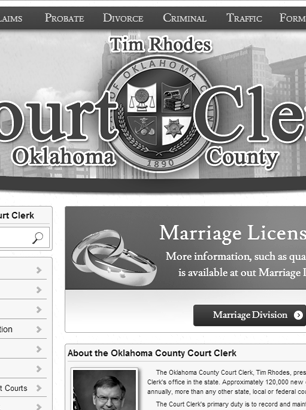 LAIMS PROBATE DIVORCE CRIMINAL TRAFFIC FORM
Tim Rhodes
OF OKLAHOMA C
ourt Cle
1890
Oklahoma County
urt Clerk
Marriage Licens
More information, such as qua
is available at out Marriage
Marriage Division
tion
t Courts
About the Oklahoma County Court Clerk
The Oklahoma County Court Clerk, Tim Rhodes, pres
Clerk's office in the state. Approximately 120,000 new
annually, more than any other state, local or federal cou
The Court Clerk's primary duty is to record and main